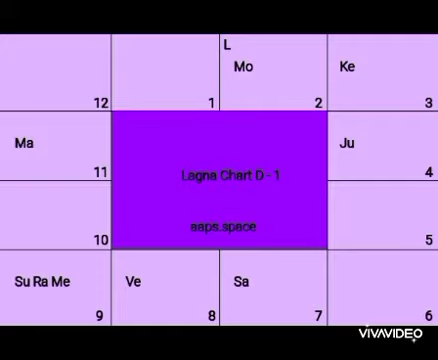 L
Mo Ke
12 1 2 3
Ma Ju
11 4
Lagna Chart D - 1
aaps.space
10 5
Su Ra Me Ve Sa
9 8 7 6
VIVAVIDEO